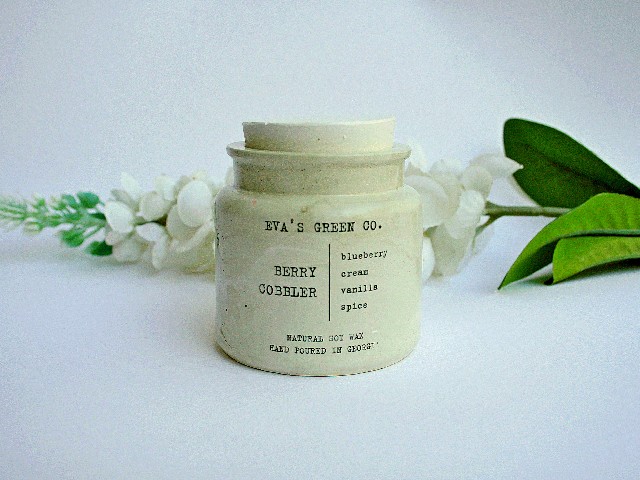 EVA'S GREEN CO.
BERRY
COBBLER
blueberry
cream
vanilla
spice
NATURAL SOY WAX
HAND POURED IN